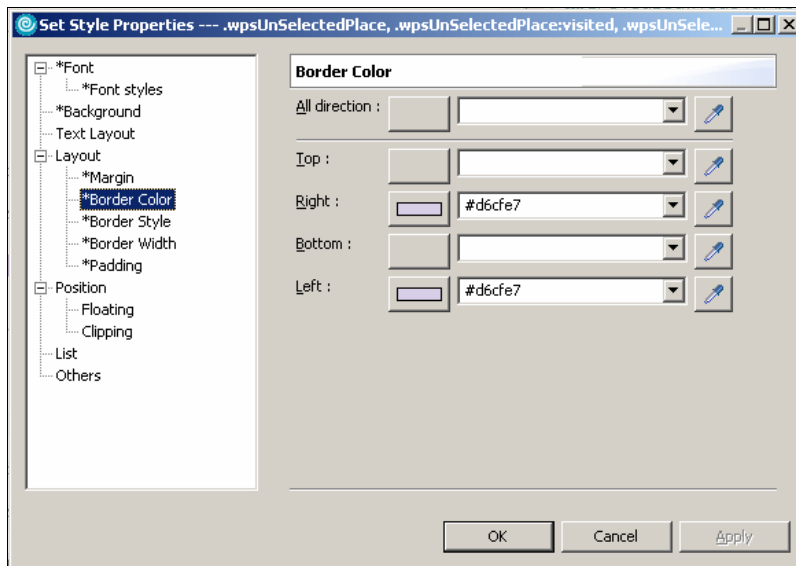 Set Style Properties --- .wpsUnSelectedPlace, .wpsUnSelectedPlace:visited, .wpsUnSele...
*Font
*Font styles
*Background
Text Layout
Layout
*Margin
*Border Color
*Border Style
*Border Width
*Padding
Position
Floating
Clipping
List
Others
Border Color
All direction :
Top :
Right :
#d6cfe7
Bottom :
Left :
#d6cfe7
OK
Cancel
Apply